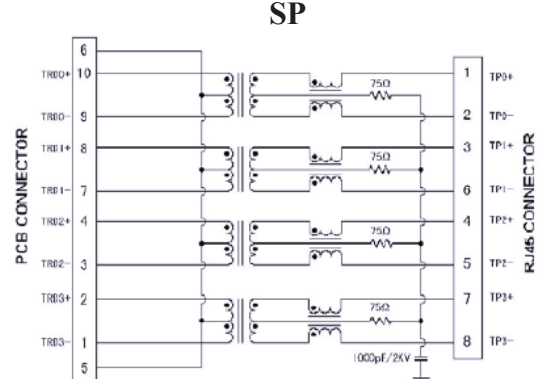 SP
6
TRD0+ 10 75Ω 1 TP0+
TRD0- 9 2 TP0-
TRD1+ 8 75Ω 3 TP1+
TRD1- 7 6 TP1-
TRD2+ 4 75Ω 4 TP2+
TRD2- 3 5 TP2-
TRD3+ 2 75Ω 7 TP3+
TRD3- 1 8 TP3-
1000pF/2KV
5
PCB CONNECTOR
RJ45 CONNECTOR